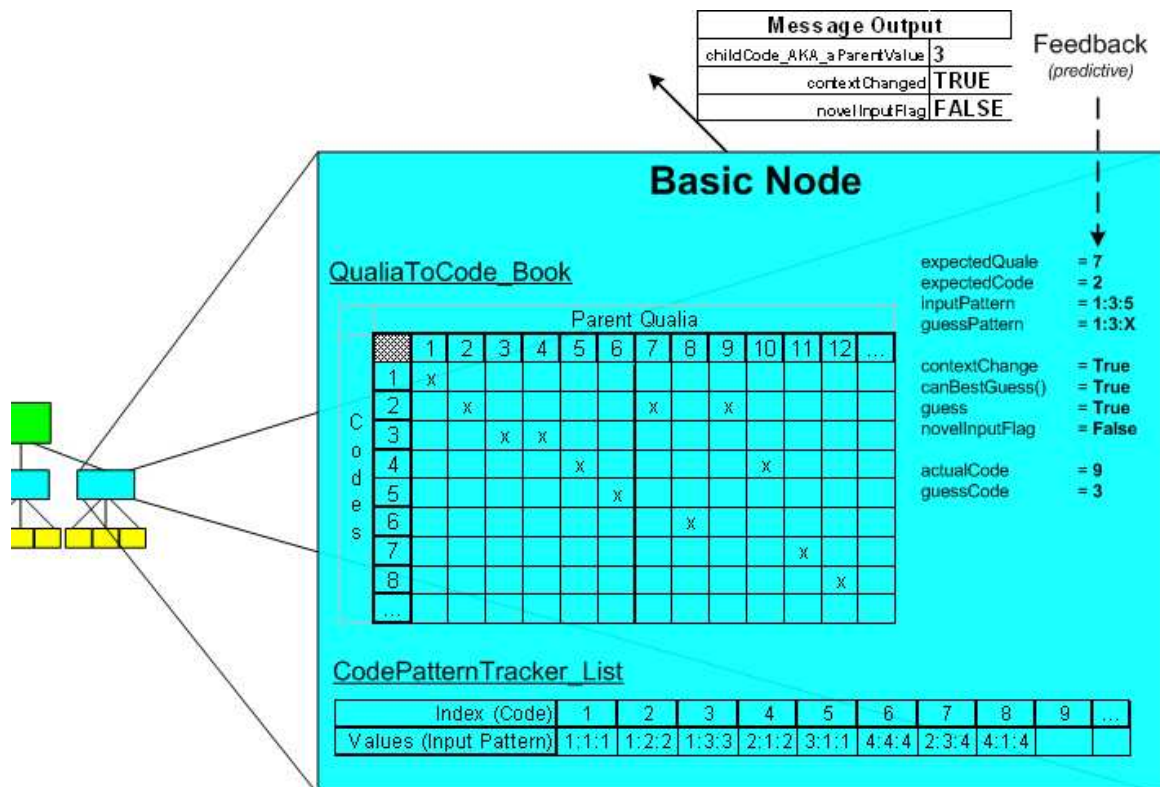 Message Output
childCode_AKA_aParentValue 3
contextChanged TRUE
novelInputFlag FALSE
Feedback
(predictive)
Basic Node
QualiaToCode_Book
Parent Qualia
1 2 3 4 5 6 7 8 9 10 11 12 ...
Codes
1 x
2 x x x
3 x x
4 x x
5 x
6 x
7 x
8 x
...
expectedQuale = 7
expectedCode = 2
inputPattern = 1:3:5
guessPattern = 1:3:X
contextChange = True
canBestGuess() = True
guess = True
novelInputFlag = False
actualCode = 9
guessCode = 3
CodePatternTracker_List
Index (Code) 1 2 3 4 5 6 7 8 9 ...
Values (Input Pattern) 1:1:1 1:2:2 1:3:3 2:1:2 3:1:1 4:4:4 2:3:4 4:1:4